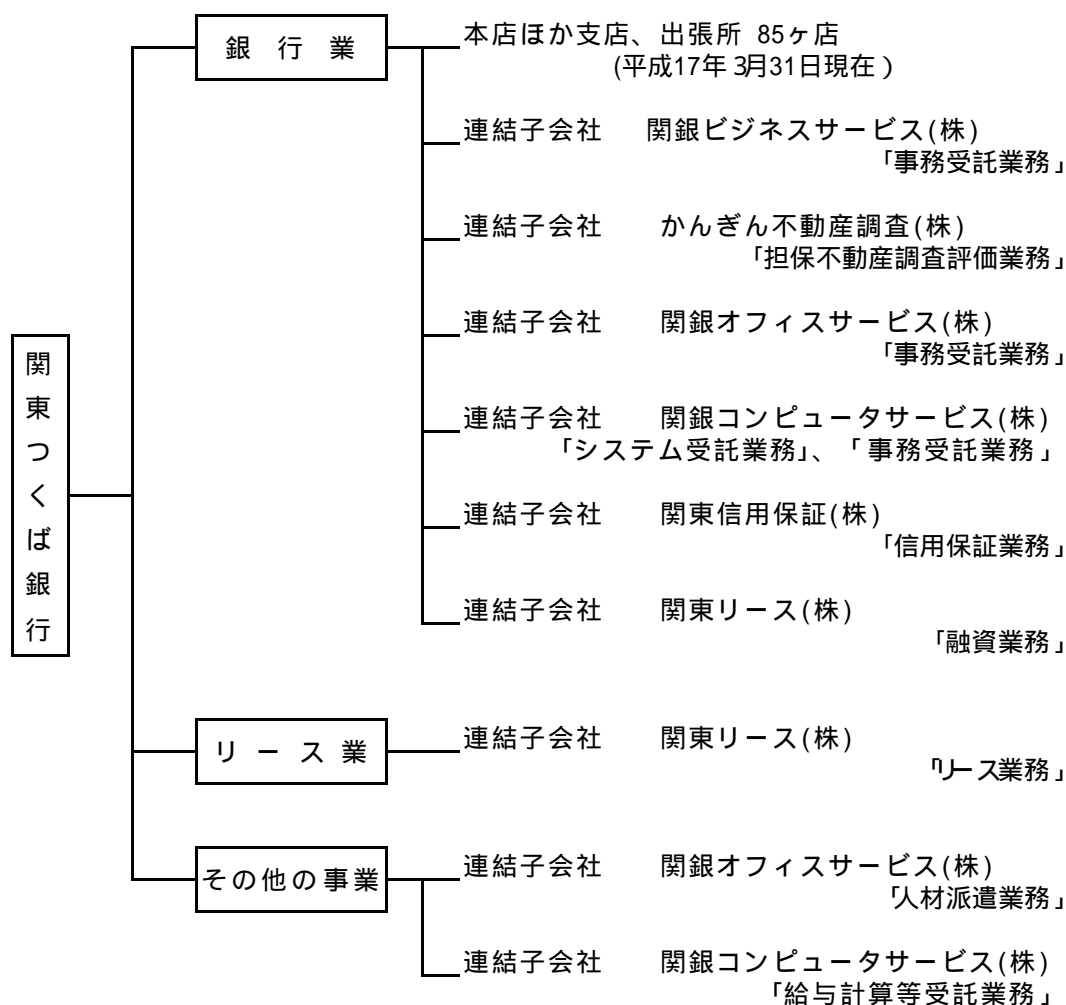 銀行業
本店ほか支店、出張所 85ヶ店
(平成17年3月31日現在)
連結子会社 関銀ビジネスサービス(株)
「事務受託業務」
連結子会社 かんぎん不動産調査(株)
「担保不動産調査評価業務」
連結子会社 関銀オフィスサービス(株)
「事務受託業務」
連結子会社 関銀コンピュータサービス(株)
「システム受託業務」、「事務受託業務」
連結子会社 関東信用保証(株)
「信用保証業務」
連結子会社 関東リース(株)
「融資業務」
関東つくば銀行
リース業
連結子会社 関東リース(株)
「リース業務」
その他の事業
連結子会社 関銀オフィスサービス(株)
「人材派遣業務」
連結子会社 関銀コンピュータサービス(株)
「給与計算等受託業務」